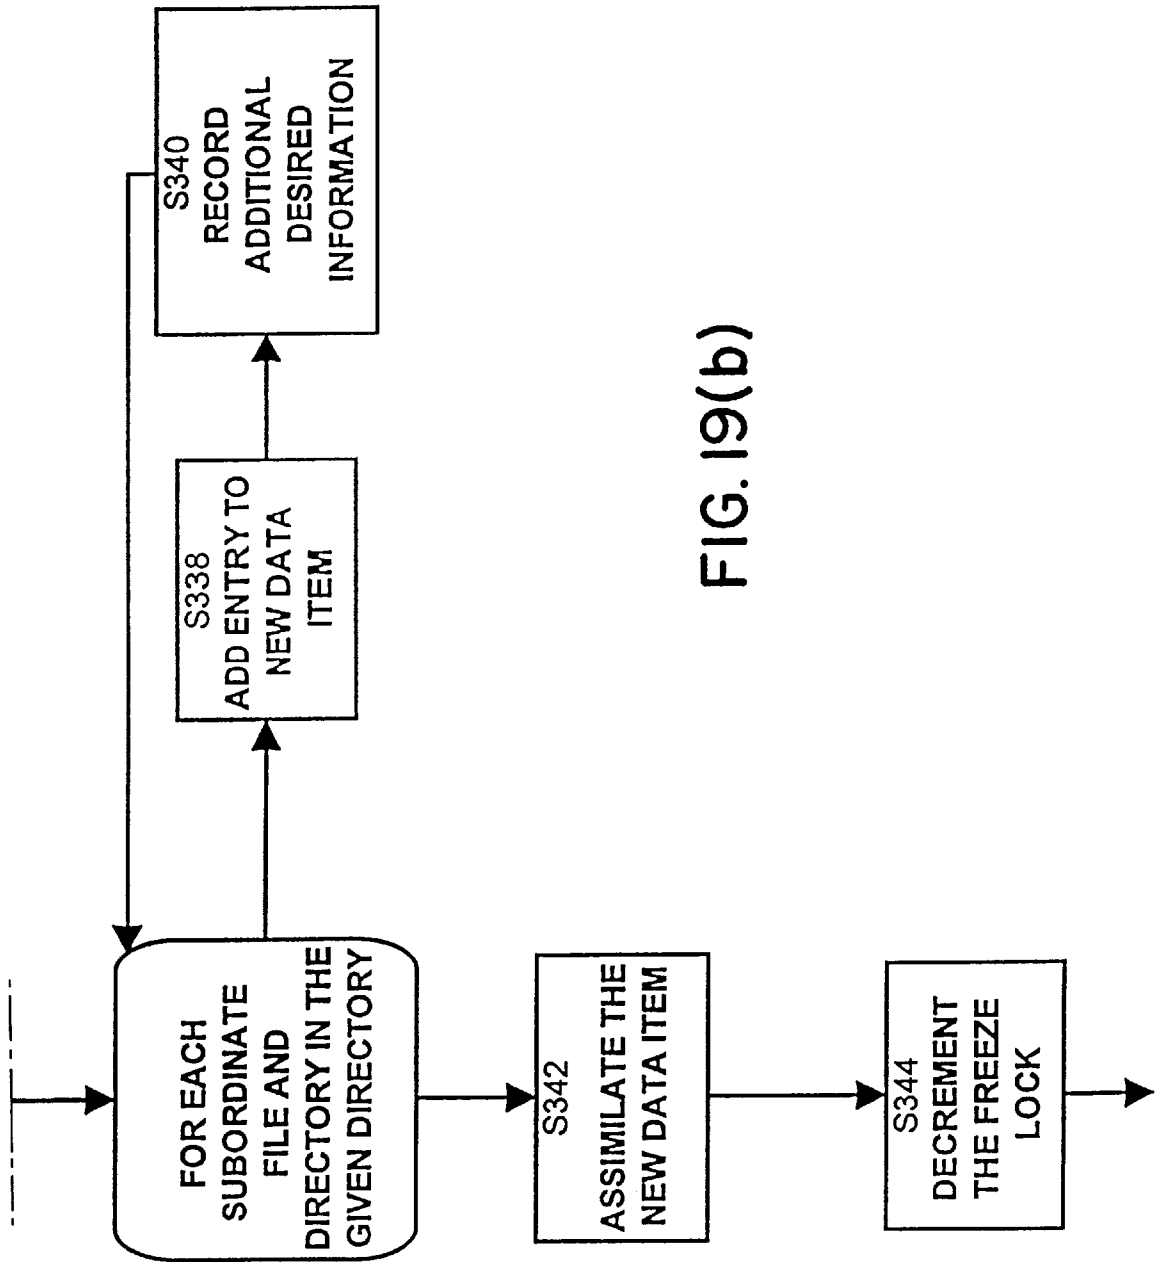 FOR EACH
SUBORDINATE
FILE AND
DIRECTORY IN THE
GIVEN DIRECTORY
S338
ADD ENTRY TO
NEW DATA
ITEM
S340
RECORD
ADDITIONAL
DESIRED
INFORMATION
S342
ASSIMILATE THE
NEW DATA ITEM
S344
DECREMENT
THE FREEZE
LOCK
FIG. 19(b)